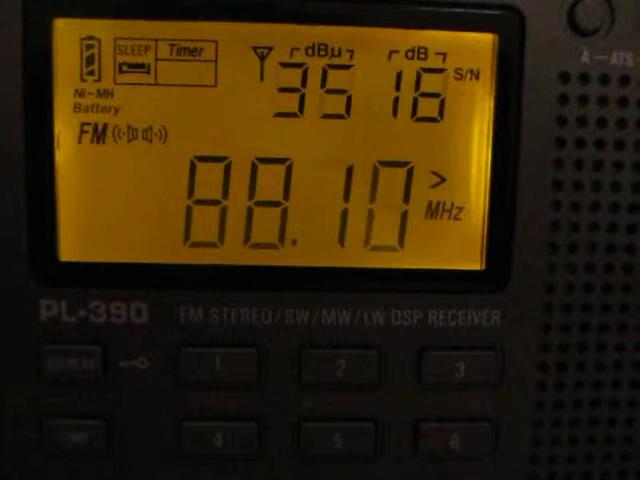 SLEEP Timer dBµ dB
35 16 S/N
Ni-MH
Battery
FM
88.10 > MHz
A-ATS
PL-390 FM STEREO/SW/MW/LW DSP RECEIVER
DISPLAY 1 2 3
4 5 6